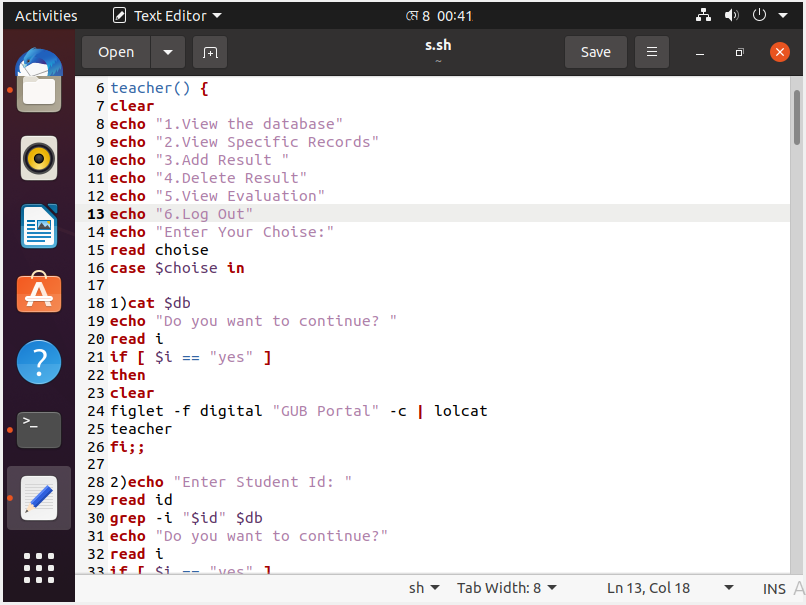 Activities Text Editor মে 8 00:41
Open s.sh Save
~
6 teacher() {
7 clear
8 echo "1.View the database"
9 echo "2.View Specific Records"
10 echo "3.Add Result "
11 echo "4.Delete Result"
12 echo "5.View Evaluation"
13 echo "6.Log Out"
14 echo "Enter Your Choise:"
15 read choise
16 case $choise in
17
18 1)cat $db
19 echo "Do you want to continue? "
20 read i
21 if [ $i == "yes" ]
22 then
23 clear
24 figlet -f digital "GUB Portal" -c | lolcat
25 teacher
26 fi;;
27
28 2)echo "Enter Student Id: "
29 read id
30 grep -i "$id" $db
31 echo "Do you want to continue?"
32 read i
33 if [ $i == "yes" ]
sh Tab Width: 8 Ln 13, Col 18 INS